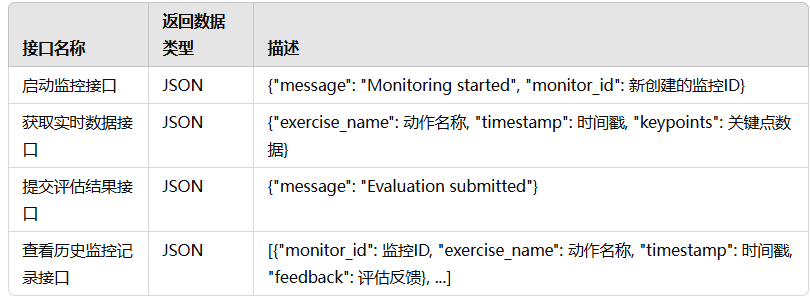 返回数据
接口名称 类型 描述
启动监控接口 JSON {"message": "Monitoring started", "monitor_id": 新创建的监控ID}
获取实时数据接 JSON {"exercise_name": 动作名称, "timestamp": 时间戳, "keypoints": 关键点数
口 据}
提交评估结果接 JSON {"message": "Evaluation submitted"}
口
查看历史监控记 JSON [{"monitor_id": 监控ID, "exercise_name": 动作名称, "timestamp": 时间戳,
录接口 "feedback": 评估反馈}, ...]